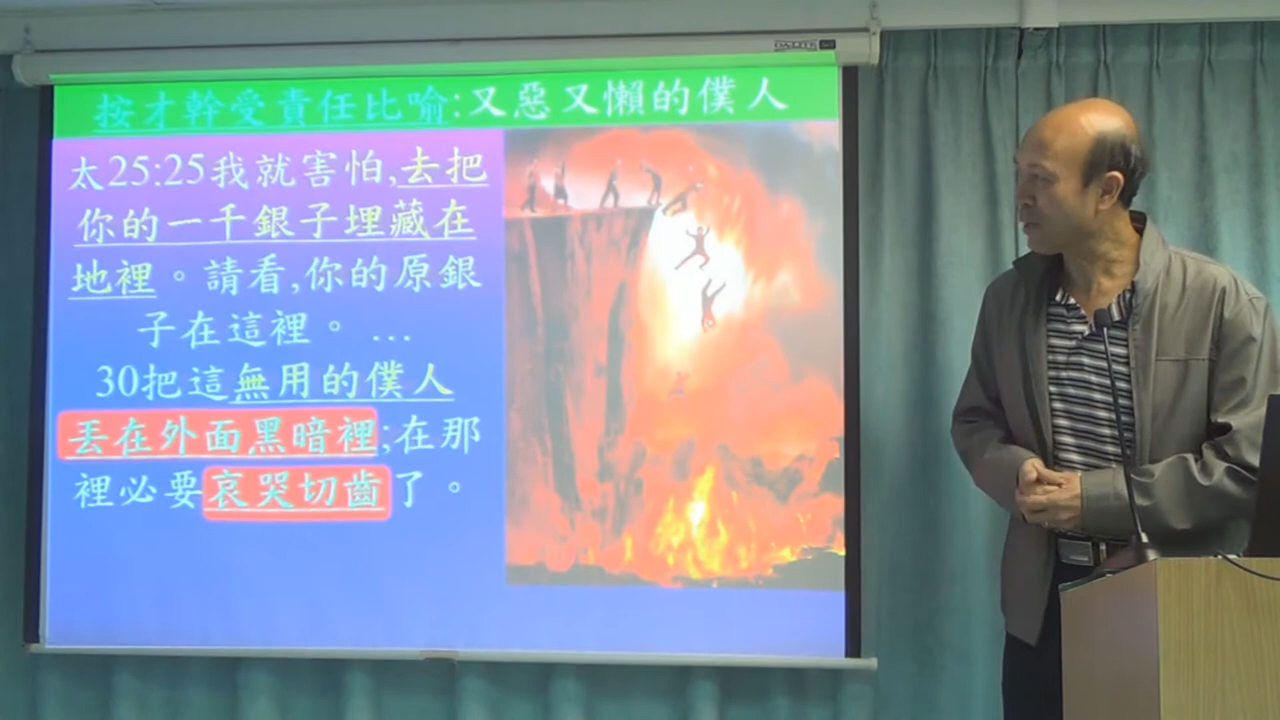 按才幹受責任比喻:又惡又懶的僕人
太25:25我就害怕,去把
你的一千銀子埋藏在
地裡。請看,你的原銀
子在這裡。 ...
30把這無用的僕人
丟在外面黑暗裡;在那
裡必要哀哭切齒了。